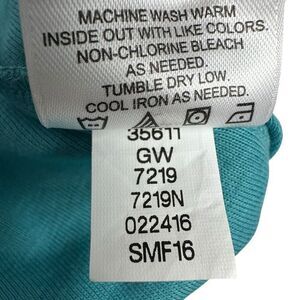 MACHINE WASH WARM
INSIDE OUT WITH LIKE COLORS.
NON-CHLORINE BLEACH
AS NEEDED.
TUMBLE DRY LOW.
COOL IRON AS NEEDED.
35611
GW
7219
7219N
022416
SMF16